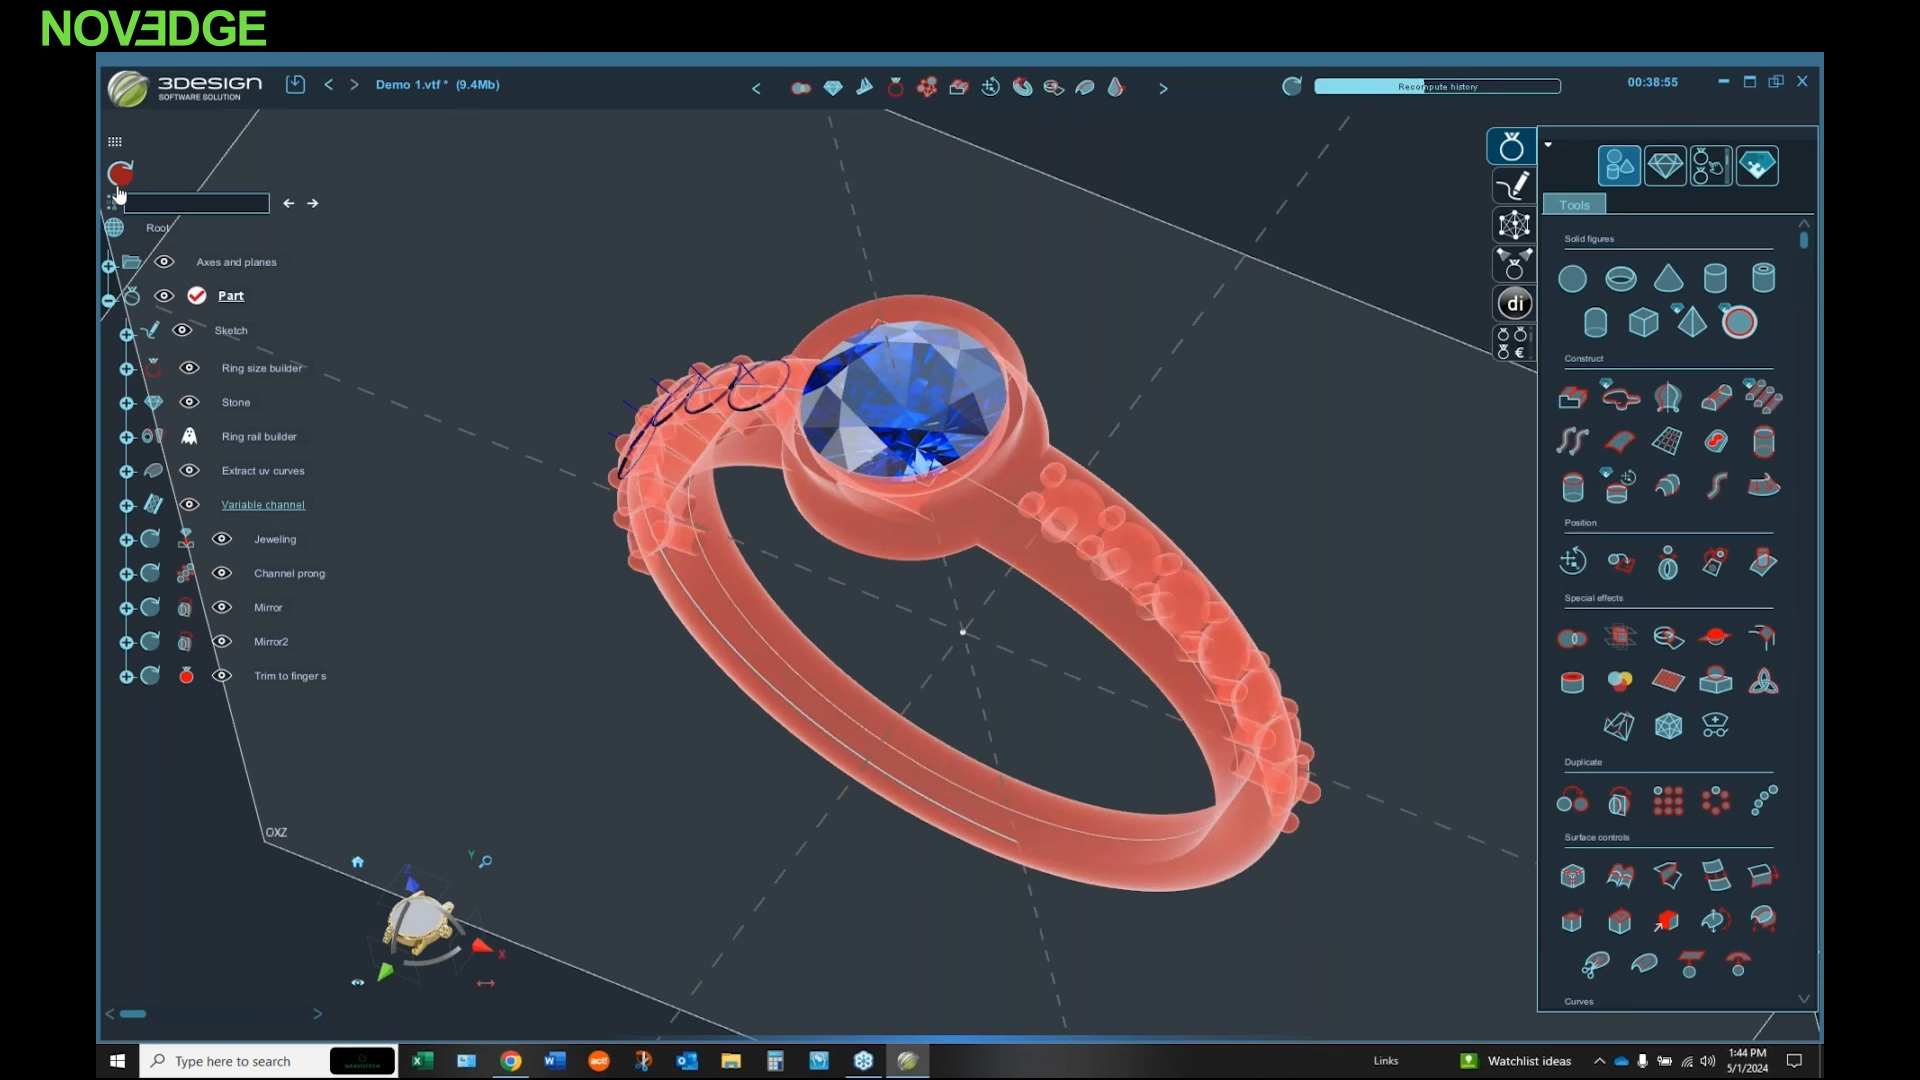 NOVEDGE
3DESIGN
SOFTWARE SOLUTION
Demo 1.vtf * (9.4Mb)
Recompute history
00:38:55
Root
Axes and planes
Part
Sketch
Ring size builder
Stone
Ring rail builder
Extract uv curves
Variable channel
Jeweling
Channel prong
Mirror
Mirror2
Trim to finger s
OXZ
Z
Y
X
di
€
Tools
Solid figures
Construct
Position
Special effects
Duplicate
Surface controls
Curves
Type here to search
act!
Links
Watchlist ideas
1:44 PM
5/1/2024